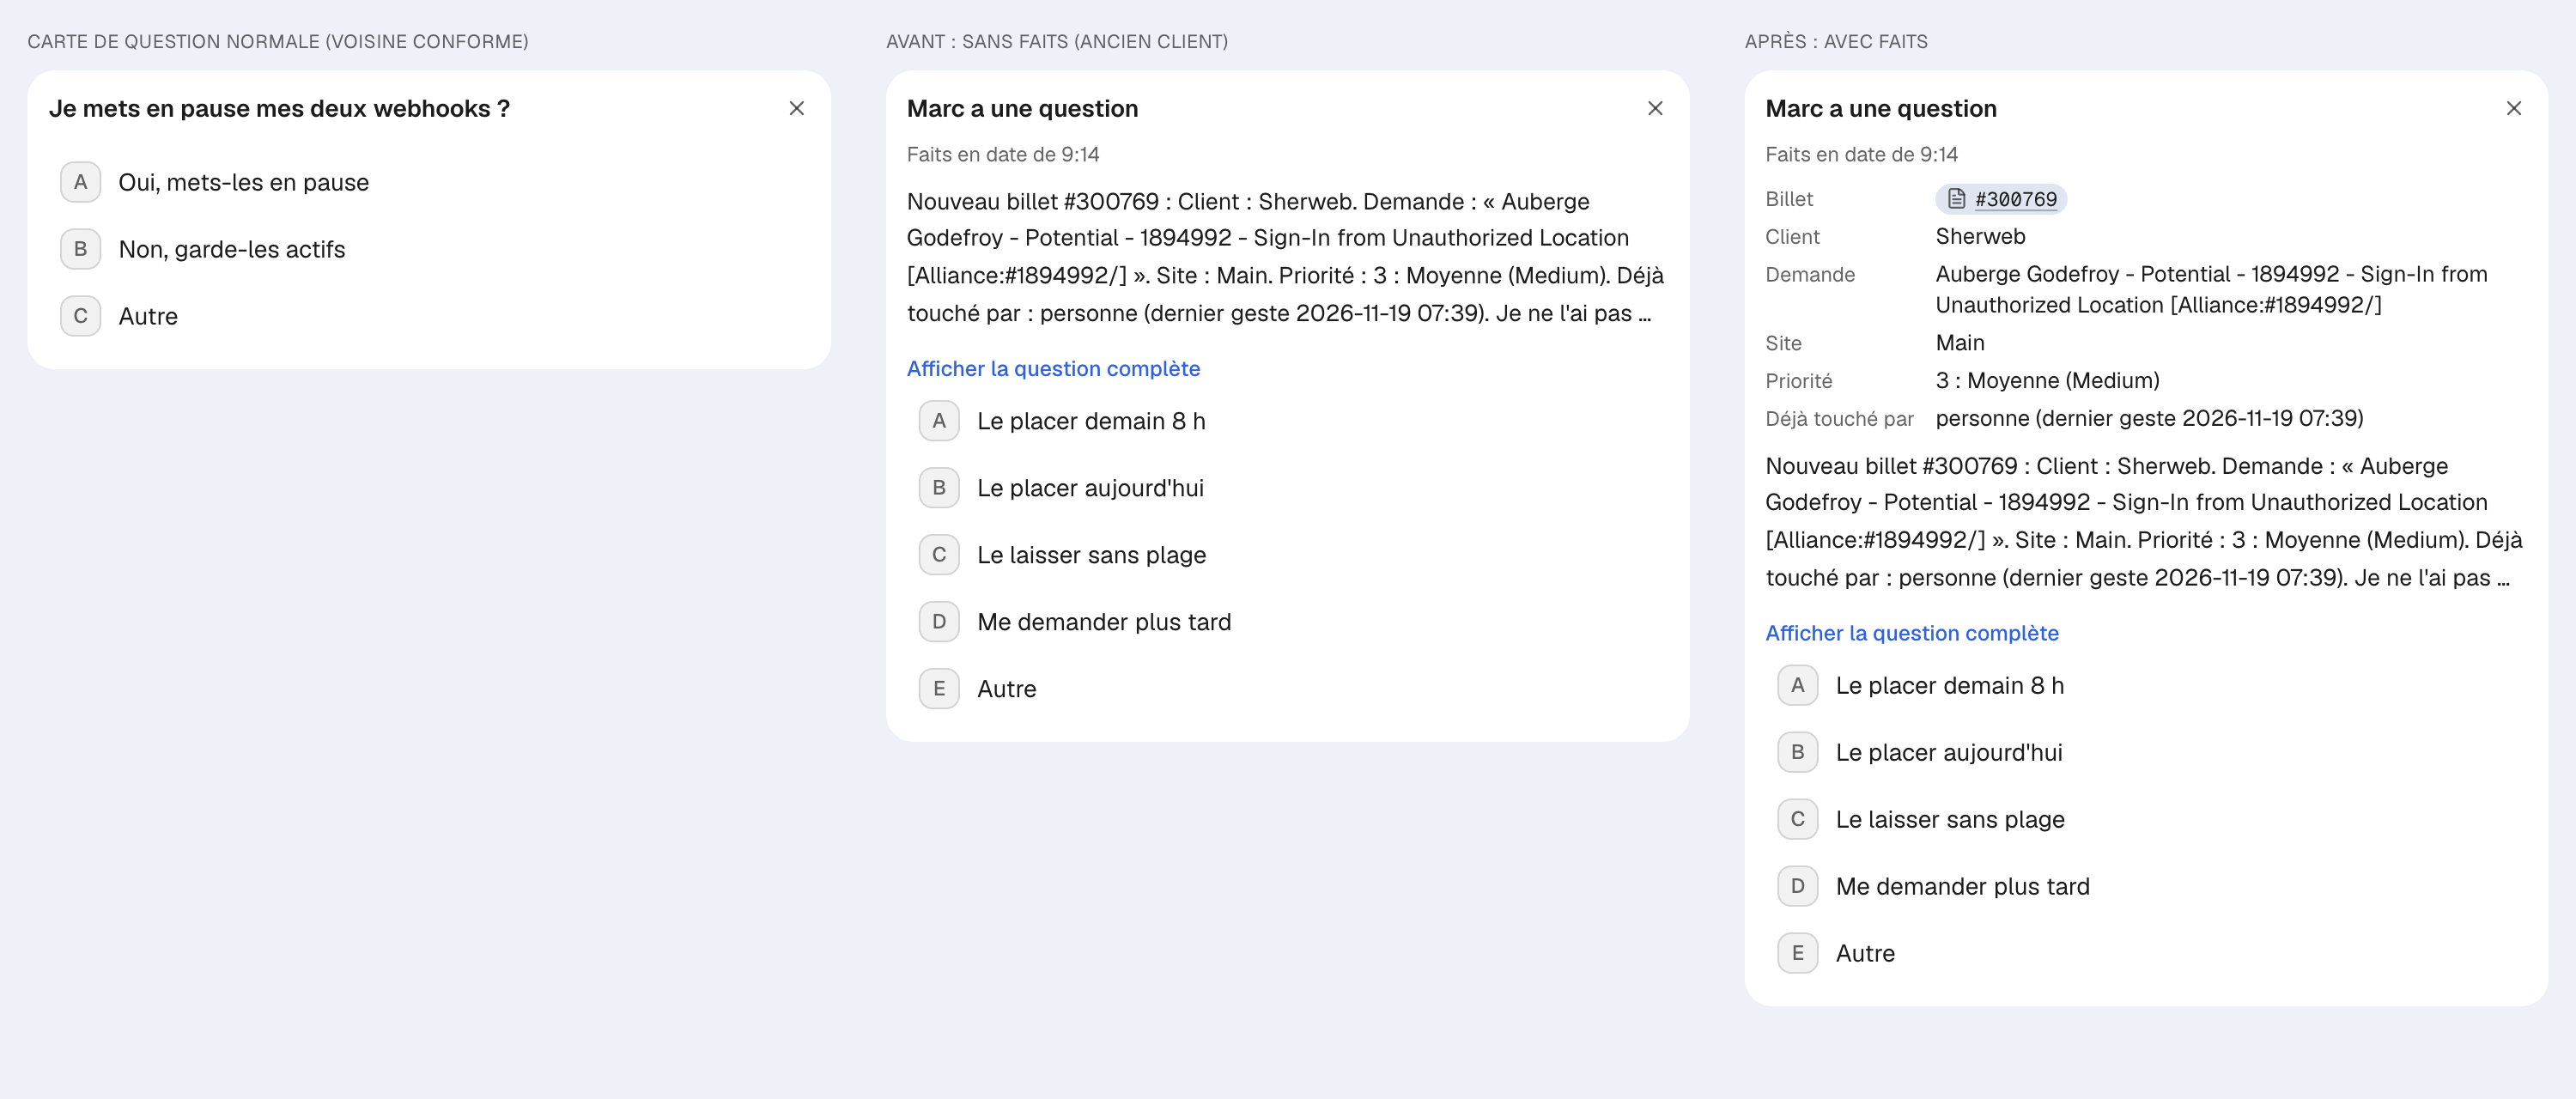 CARTE DE QUESTION NORMALE (VOISINE CONFORME)
Je mets en pause mes deux webhooks ?
A Oui, mets-les en pause
B Non, garde-les actifs
C Autre
AVANT : SANS FAITS (ANCIEN CLIENT)
Marc a une question
Faits en date de 9:14
Nouveau billet #300769 : Client : Sherweb. Demande : « Auberge
Godefroy - Potential - 1894992 - Sign-In from Unauthorized Location
[Alliance:#1894992/] ». Site : Main. Priorité : 3 : Moyenne (Medium). Déjà
touché par : personne (dernier geste 2026-11-19 07:39). Je ne l'ai pas ...
Afficher la question complète
A Le placer demain 8 h
B Le placer aujourd'hui
C Le laisser sans plage
D Me demander plus tard
E Autre
APRÈS : AVEC FAITS
Marc a une question
Faits en date de 9:14
Billet #300769
Client Sherweb
Demande Auberge Godefroy - Potential - 1894992 - Sign-In from
Unauthorized Location [Alliance:#1894992/]
Site Main
Priorité 3 : Moyenne (Medium)
Déjà touché par personne (dernier geste 2026-11-19 07:39)
Nouveau billet #300769 : Client : Sherweb. Demande : « Auberge
Godefroy - Potential - 1894992 - Sign-In from Unauthorized Location
[Alliance:#1894992/] ». Site : Main. Priorité : 3 : Moyenne (Medium). Déjà
touché par : personne (dernier geste 2026-11-19 07:39). Je ne l'ai pas ...
Afficher la question complète
A Le placer demain 8 h
B Le placer aujourd'hui
C Le laisser sans plage
D Me demander plus tard
E Autre